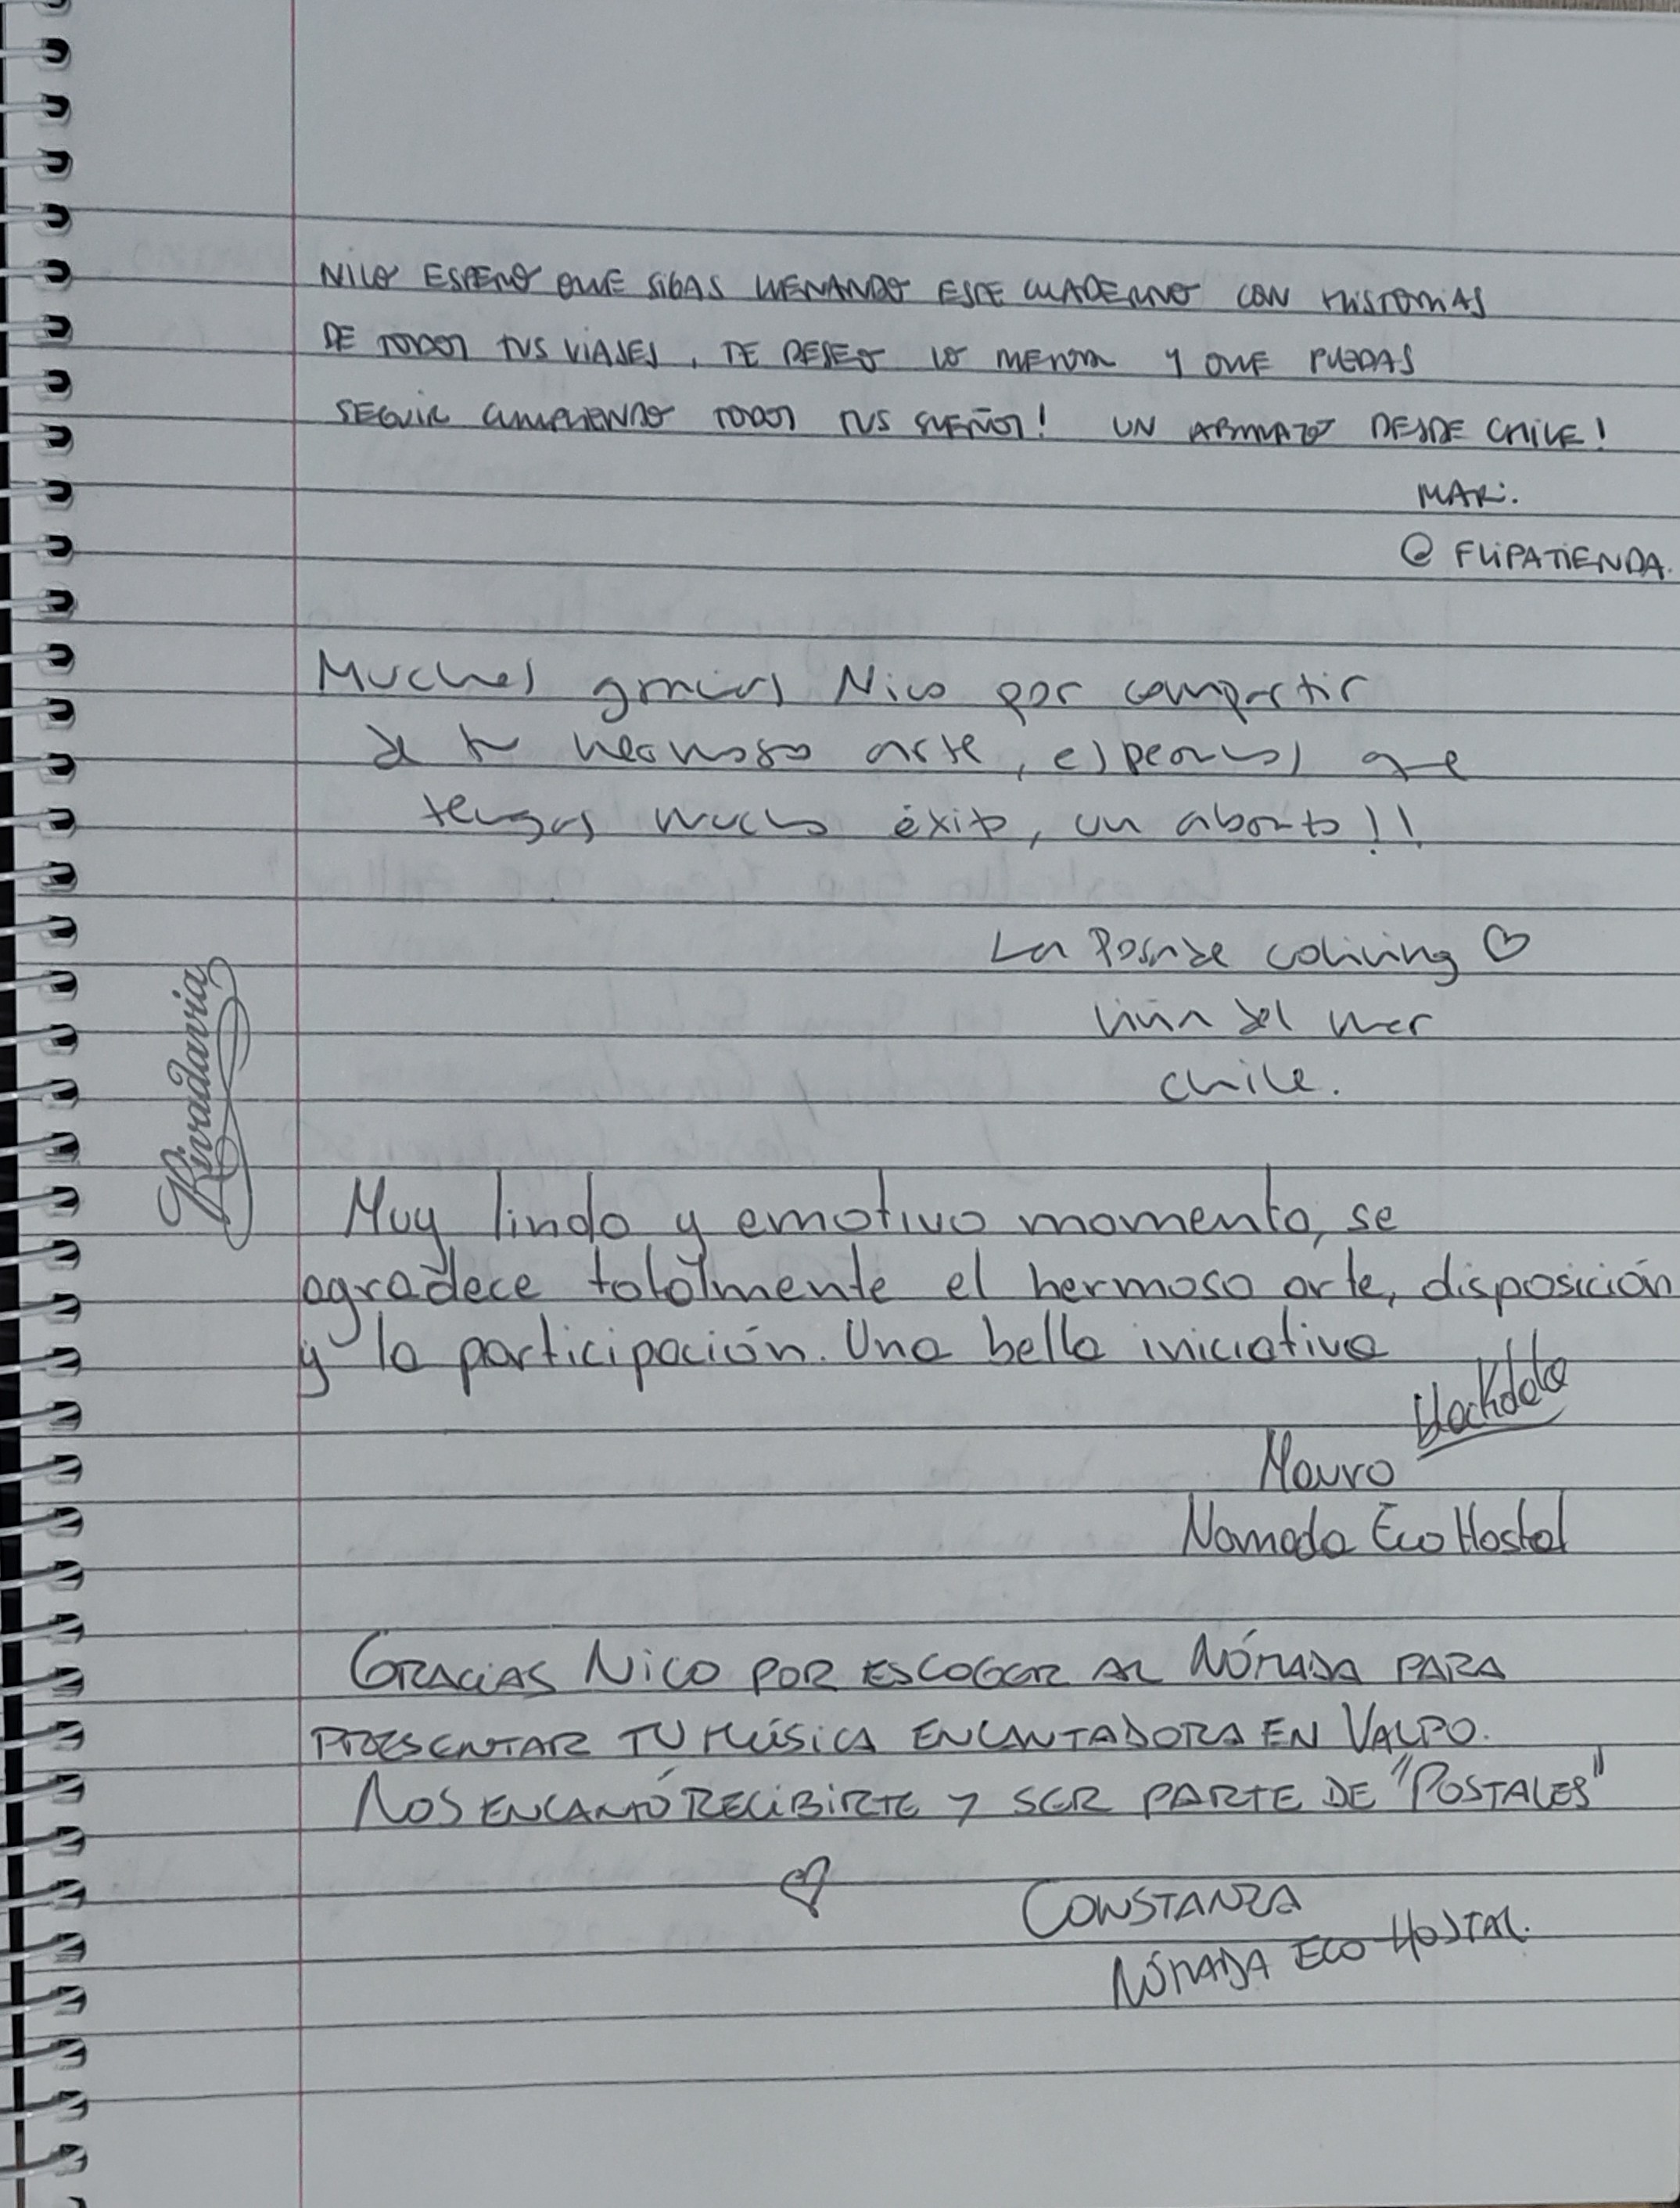 NICO ESPERO QUE SIGAS LLENANDO ESTE CUADERNO CON HISTORIAS
DE TODOS TUS VIAJES, TE DESEO LO MEJOR Y QUE PUEDAS
SEGUIR CUMPLIENDO TODOS TUS SUEÑOS! UN ABRAZO DESDE CHILE!
MARI.
@ FLIPATIENDA.
Muchas gracias Nico por compartir
de tu hermoso arte, esperamos que
tengas mucho éxito, un abrazo!!
La Posada coliving ♡
Viña del mar
chile.
Rivadavia
Muy lindo y emotivo momento, se
agradece totalmente el hermoso arte, disposición
y la participación. Una bella iniciativa
Mauro
Nomada Eco Hostal
GRACIAS NICO POR ESCOGER AL NÓMADA PARA
PRESENTAR TU MÚSICA ENCANTADORA EN VALPO.
NOS ENCANTÓ RECIBIRTE Y SER PARTE DE "POSTALES"
♡
CONSTANZA
NÓMADA ECO HOSTAL.